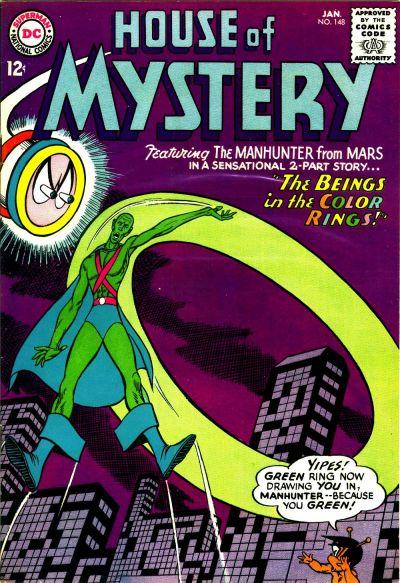 SUPERMAN
DC
NATIONAL COMICS
12¢
HOUSE of
MYSTERY
JAN.
NO. 148
APPROVED
BY THE
COMICS
CODE
CA
AUTHORITY
Featuring THE MANHUNTER from MARS
IN A SENSATIONAL 2-PART STORY...
"THE BEINGS
in the COLOR
RINGS!"
YIPES!
GREEN RING NOW
DRAWING YOU IN,
MANHUNTER--BECAUSE
YOU GREEN!